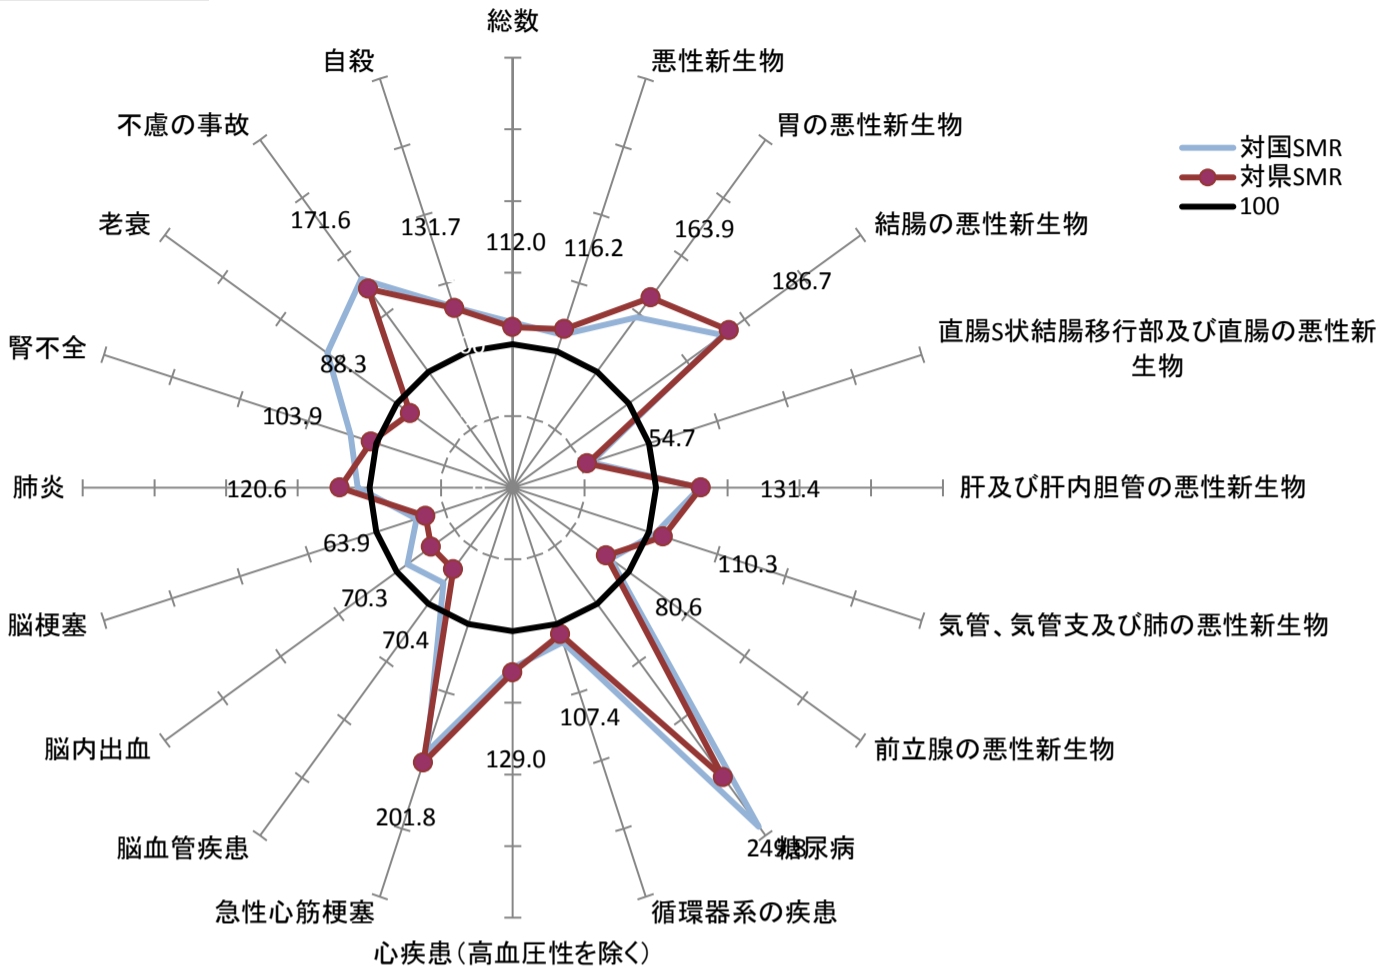 総数
自殺
悪性新生物
不慮の事故
胃の悪性新生物
対国SMR
対県SMR
100
老衰
171.6
131.7
112.0
116.2
163.9
結腸の悪性新生物
186.7
腎不全
88.3
直腸S状結腸移行部及び直腸の悪性新
生物
103.9
54.7
肺炎
120.6
131.4
肝及び肝内胆管の悪性新生物
63.9
110.3
脳梗塞
70.3
80.6
気管、気管支及び肺の悪性新生物
70.4
脳内出血
107.4
前立腺の悪性新生物
129.0
201.8
脳血管疾患
糖尿病
急性心筋梗塞
循環器系の疾患
心疾患(高血圧性を除く)